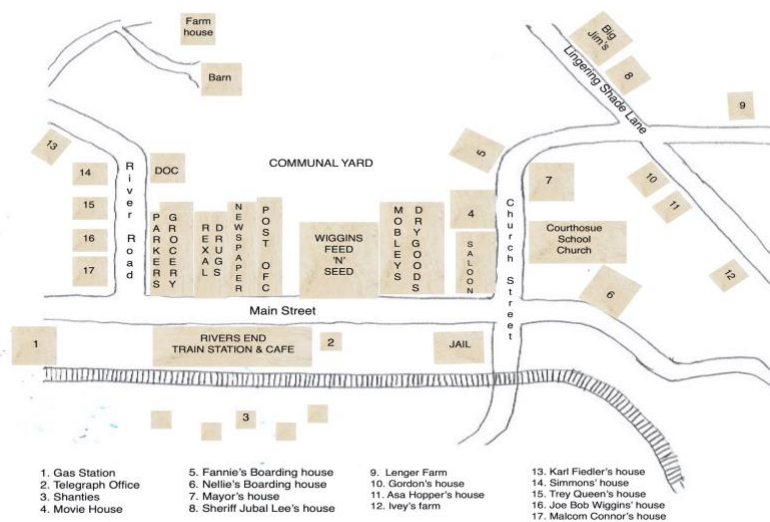 Farm
house
Barn
Big
Jim's
8
Lingering Shade Lane
9
13
14
DOC
15
16
17
River Road
COMMUNAL YARD
5
7
10
11
12
PARKERS
GROCERY
REXAL
DRUGS
NEWSPAPER
POST OFC
WIGGINS
FEED
'N'
SEED
MOBLEYS
DRYGOODS
4
SALOON
Church Street
Courthosue
School
Church
6
Main Street
1
RIVERS END
TRAIN STATION & CAFE
2
JAIL
3
1. Gas Station
2. Telegraph Office
3. Shanties
4. Movie House
5. Fannie's Boarding house
6. Nellie's Boarding house
7. Mayor's house
8. Sheriff Jubal Lee's house
9. Lenger Farm
10. Gordon's house
11. Asa Hopper's house
12. Ivey's farm
13. Karl Fiedler's house
14. Simmons' house
15. Trey Queen's house
16. Joe Bob Wiggins' house
17. Malcom Connor's house